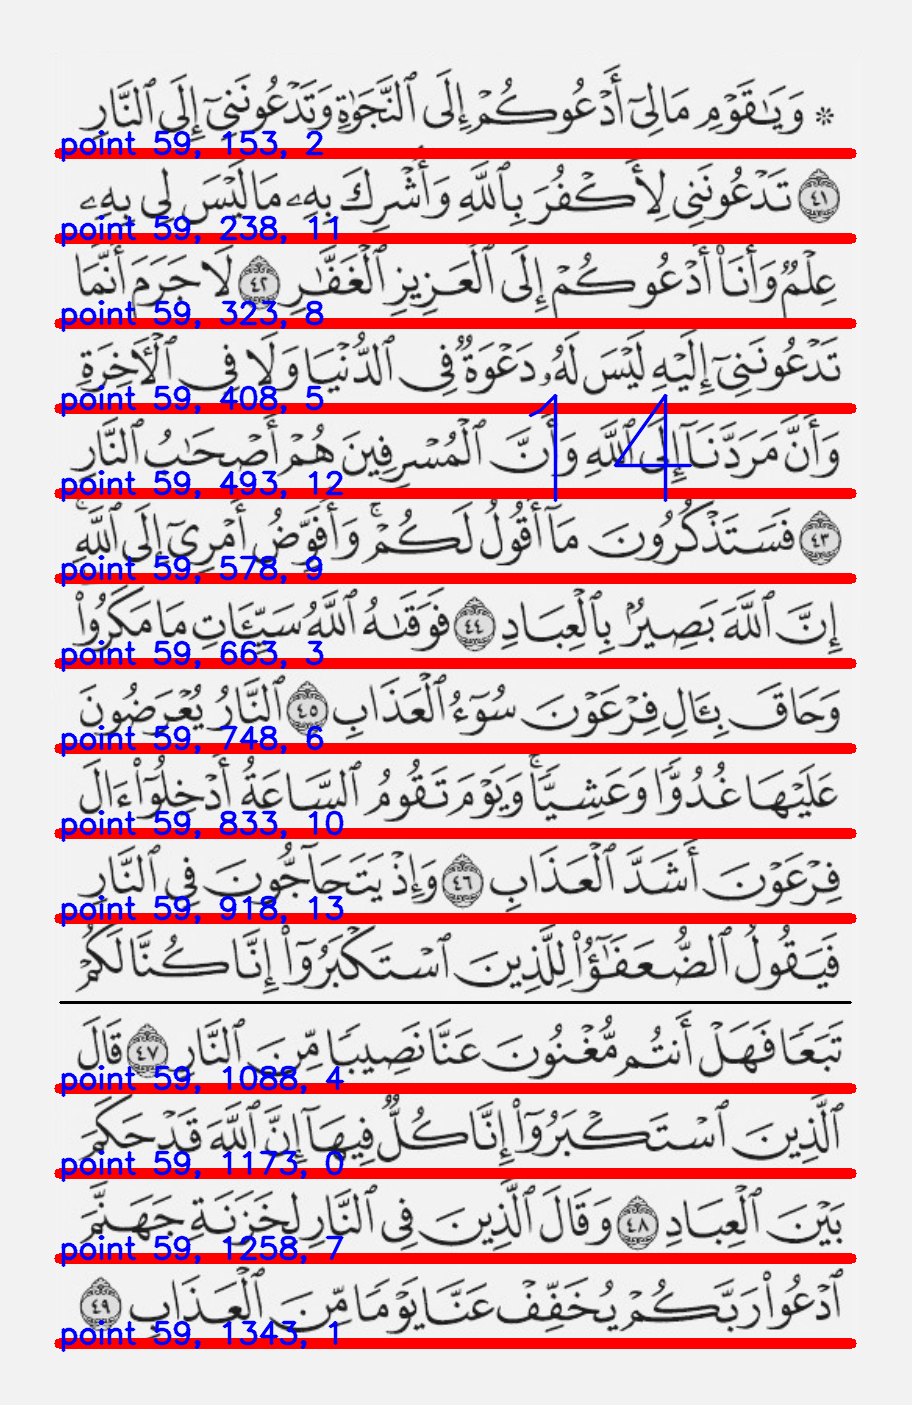 ۞ وَيَٰقَوْمِ مَا لِىٓ أَدْعُوكُمْ إِلَى ٱلنَّجَوٰةِ وَتَدْعُونَنِىٓ إِلَى ٱلنَّارِ
point 59, 153, 2
٤١ تَدْعُونَنِى لِأَكْفُرَ بِٱللَّهِ وَأُشْرِكَ بِهِۦ مَا لَيْسَ لِى بِهِۦ
point 59, 238, 11
عِلْمٌ وَأَنَا۠ أَدْعُوكُمْ إِلَى ٱلْعَزِيزِ ٱلْغَفَّٰرِ ٤٢ لَا جَرَمَ أَنَّمَا
point 59, 323, 8
تَدْعُونَنِىٓ إِلَيْهِ لَيْسَ لَهُۥ دَعْوَةٌ فِى ٱلدُّنْيَا وَلَا فِى ٱلْءَاخِرَةِ
point 59, 408, 5
وَأَنَّ مَرَدَّنَآ إِلَى ٱللَّهِ وَأَنَّ ٱلْمُسْرِفِينَ هُمْ أَصْحَٰبُ ٱلنَّارِ
14
point 59, 493, 12
٤٣ فَسَتَذْكُرُونَ مَآ أَقُولُ لَكُمْ ۚ وَأُفَوِّضُ أَمْرِىٓ إِلَى ٱللَّهِ ۚ
point 59, 578, 9
إِنَّ ٱللَّهَ بَصِيرٌۢ بِٱلْعِبَادِ ٤٤ فَوَقَىٰهُ ٱللَّهُ سَيِّـَٔاتِ مَا مَكَرُوا۟
point 59, 663, 3
وَحَاقَ بِـَٔالِ فِرْعَوْنَ سُوٓءُ ٱلْعَذَابِ ٤٥ ٱلنَّارُ يُعْرَضُونَ
point 59, 748, 6
عَلَيْهَا غُدُوًّا وَعَشِيًّا ۚ وَيَوْمَ تَقُومُ ٱلسَّاعَةُ أَدْخِلُوٓا۟ ءَالَ
point 59, 833, 10
فِرْعَوْنَ أَشَدَّ ٱلْعَذَابِ ٤٦ وَإِذْ يَتَحَآجُّونَ فِى ٱلنَّارِ
point 59, 918, 13
فَيَقُولُ ٱلضُّعَفَٰٓؤُا۟ لِلَّذِينَ ٱسْتَكْبَرُوٓا۟ إِنَّا كُنَّا لَكُمْ
تَبَعًا فَهَلْ أَنتُم مُّغْنُونَ عَنَّا نَصِيبًا مِّنَ ٱلنَّارِ ٤٧ قَالَ
point 59, 1088, 4
ٱلَّذِينَ ٱسْتَكْبَرُوٓا۟ إِنَّا كُلٌّ فِيهَآ إِنَّ ٱللَّهَ قَدْ حَكَمَ
point 59, 1173, 0
بَيْنَ ٱلْعِبَادِ ٤٨ وَقَالَ ٱلَّذِينَ فِى ٱلنَّارِ لِخَزَنَةِ جَهَنَّمَ
point 59, 1258, 7
ٱدْعُوا۟ رَبَّكُمْ يُخَفِّفْ عَنَّا يَوْمًا مِّنَ ٱلْعَذَابِ ٤٩
point 59, 1343, 1